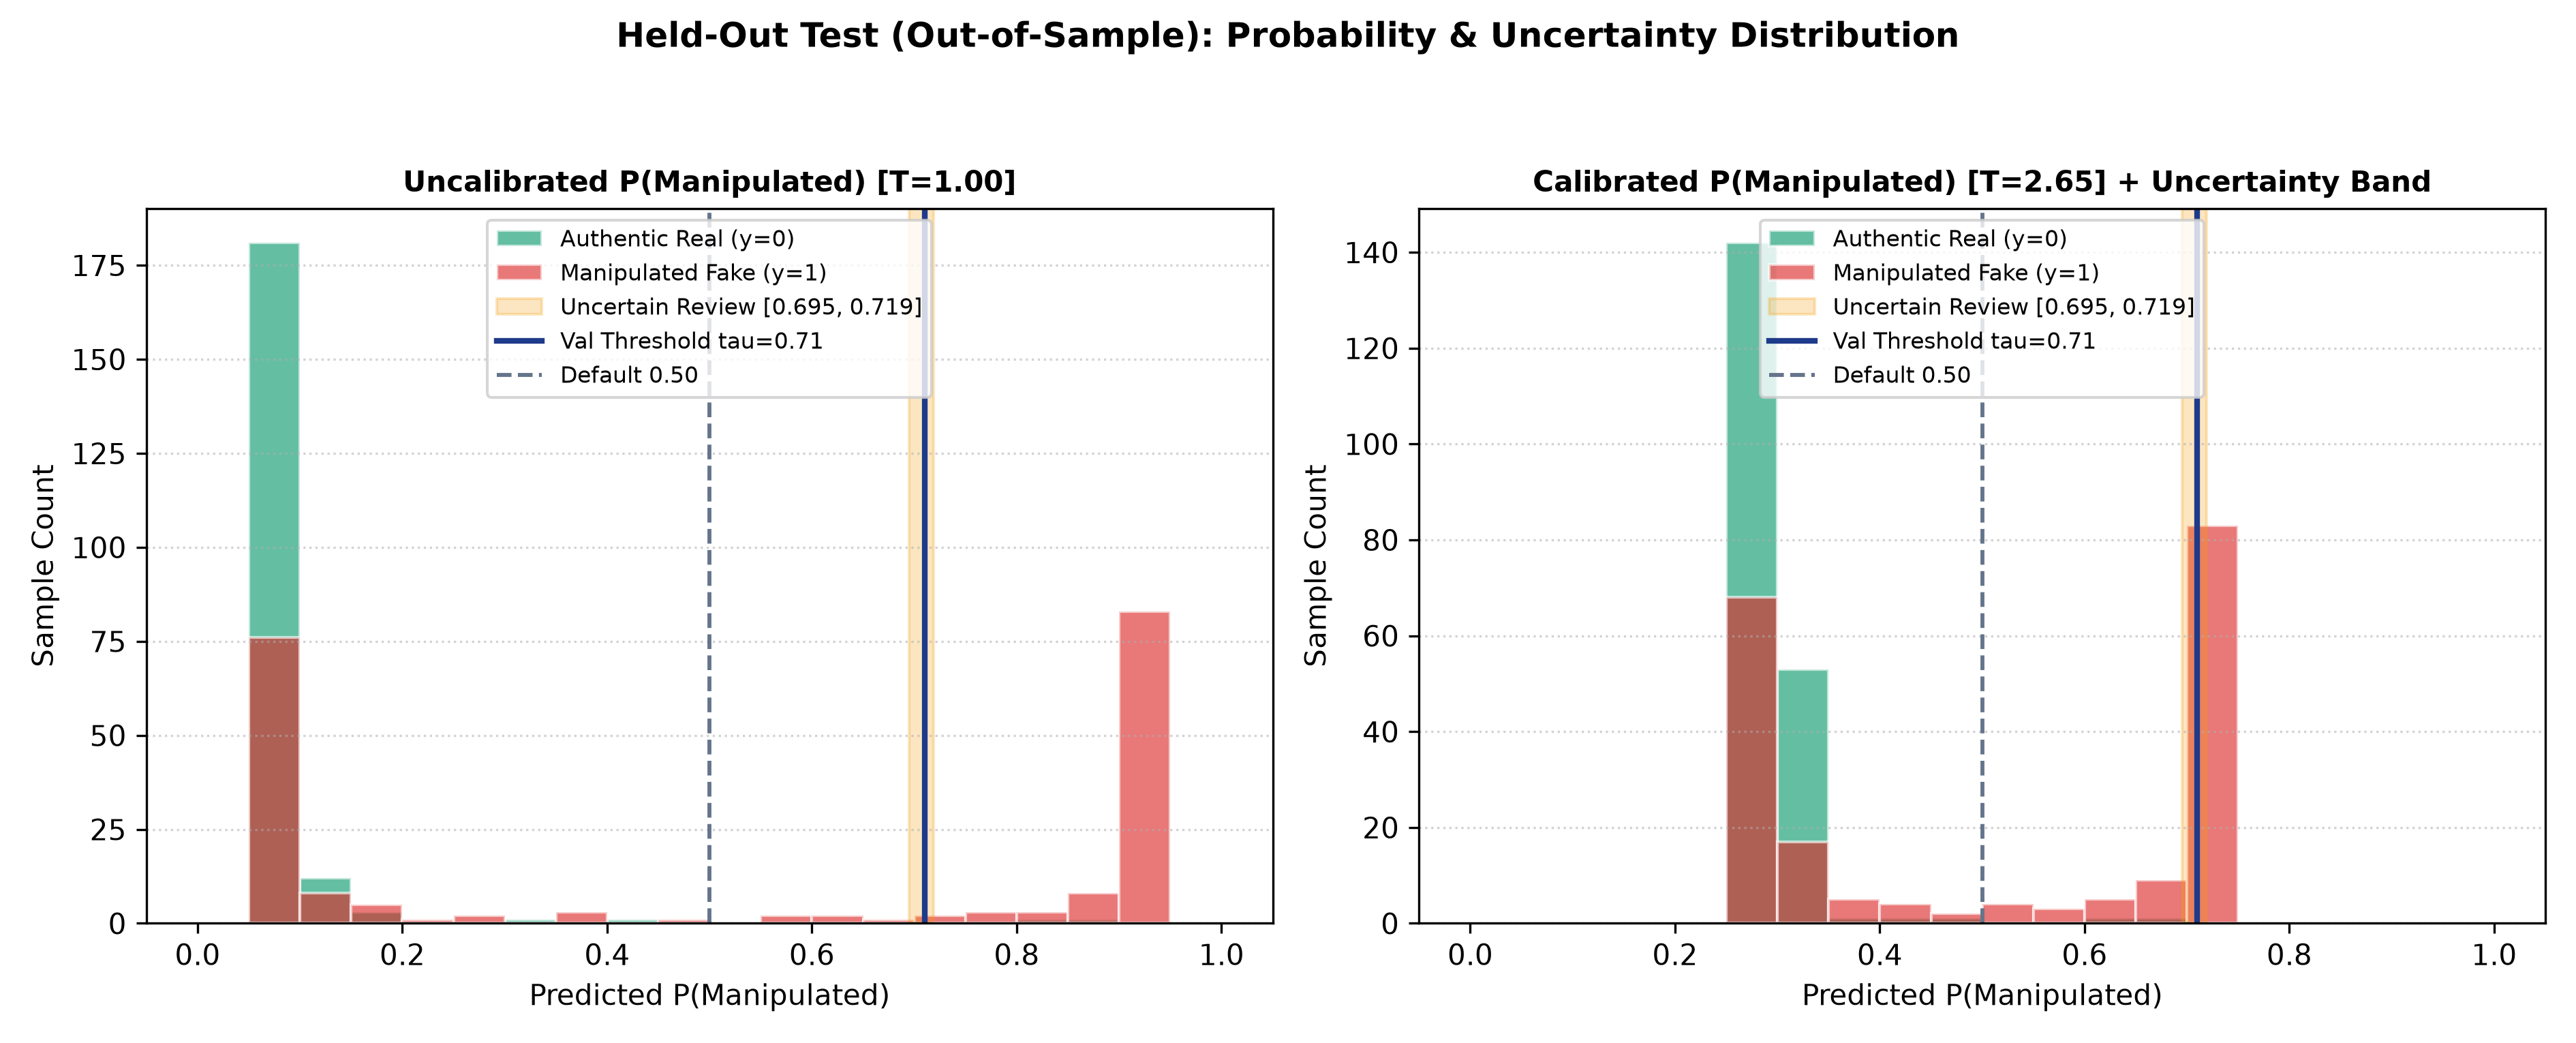 Held-Out Test (Out-of-Sample): Probability & Uncertainty Distribution
Uncalibrated P(Manipulated) [T=1.00]
Authentic Real (y=0)
Manipulated Fake (y=1)
Uncertain Review [0.695, 0.719]
Val Threshold tau=0.71
Default 0.50
Sample Count
175
150
125
100
75
50
25
0
0.0 0.2 0.4 0.6 0.8 1.0
Predicted P(Manipulated)
Calibrated P(Manipulated) [T=2.65] + Uncertainty Band
Authentic Real (y=0)
Manipulated Fake (y=1)
Uncertain Review [0.695, 0.719]
Val Threshold tau=0.71
Default 0.50
Sample Count
140
120
100
80
60
40
20
0
0.0 0.2 0.4 0.6 0.8 1.0
Predicted P(Manipulated)